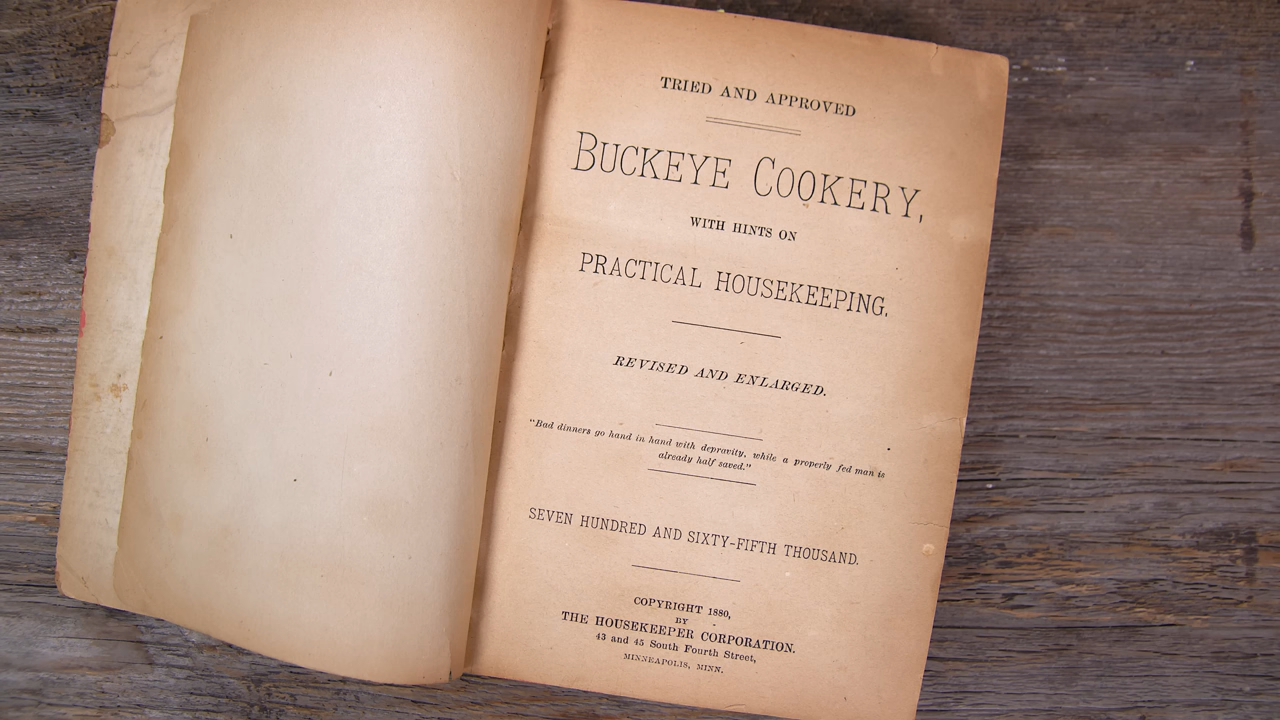 TRIED AND APPROVED
BUCKEYE COOKERY,
WITH HINTS ON
PRACTICAL HOUSEKEEPING.
REVISED AND ENLARGED.
"Bad dinners go hand in hand with depravity, while a properly fed man is
already half saved."
SEVEN HUNDRED AND SIXTY-FIFTH THOUSAND.
COPYRIGHT 1880,
BY
THE HOUSEKEEPER CORPORATION.
43 and 45 South Fourth Street,
MINNEAPOLIS, MINN.